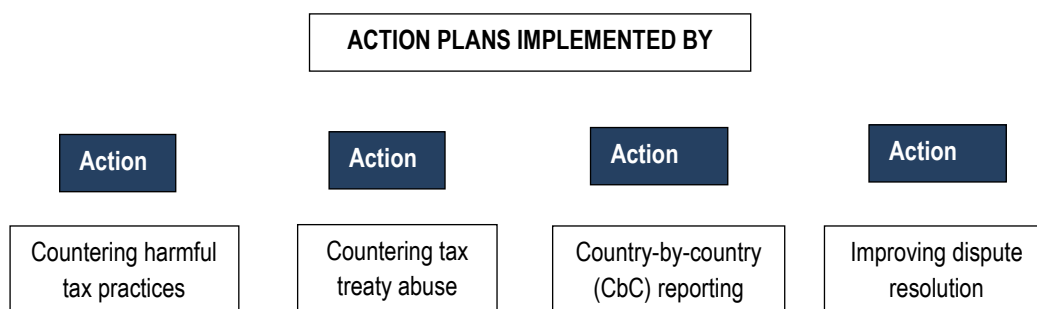 ACTION PLANS IMPLEMENTED BY
Action
Action
Action
Action
Countering harmful
tax practices
Countering tax
treaty abuse
Country-by-country
(CbC) reporting
Improving dispute
resolution